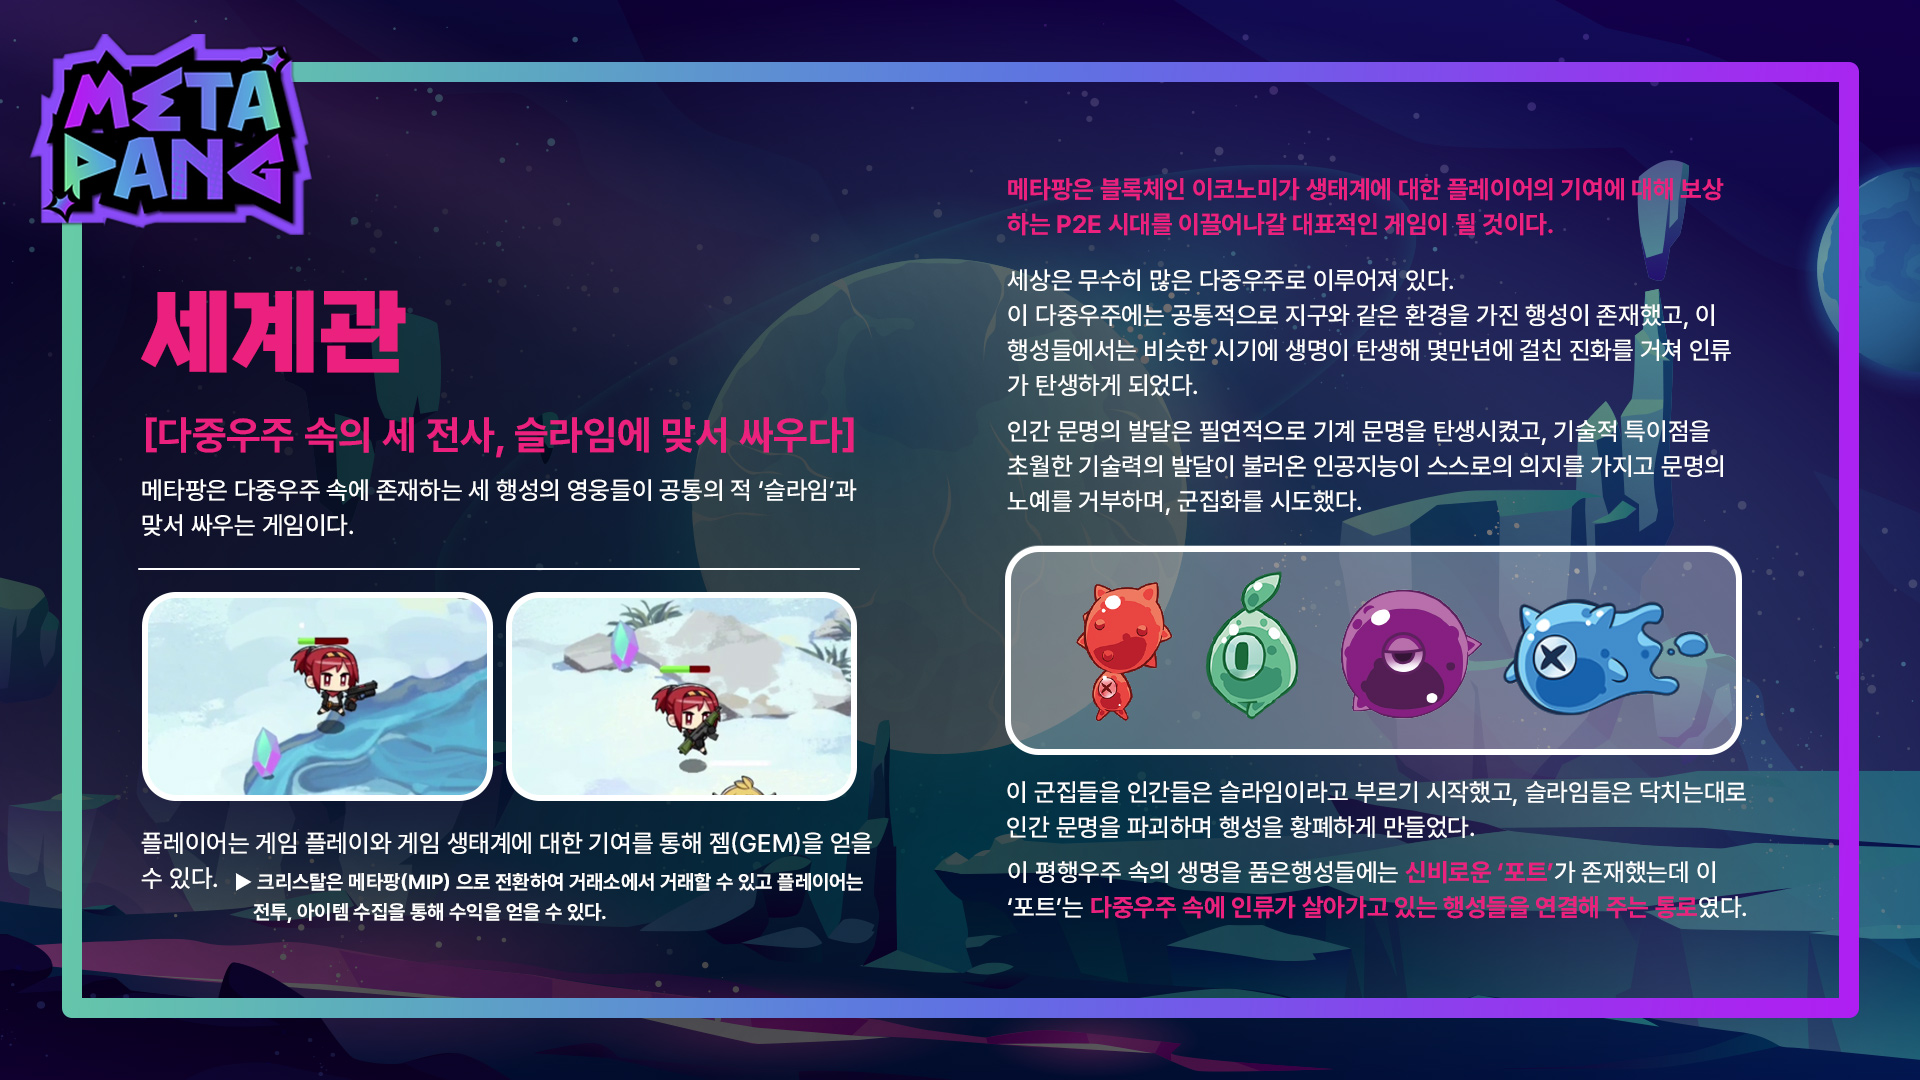 META
PANG
세계관
[다중우주 속의 세 전사, 슬라임에 맞서 싸우다]
메타팡은 다중우주 속에 존재하는 세 행성의 영웅들이 공통의 적 ‘슬라임’과
맞서 싸우는 게임이다.
플레이어는 게임 플레이와 게임 생태계에 대한 기여를 통해 젬(GEM)을 얻을
수 있다. ▶ 크리스탈은 메타팡(MIP) 으로 전환하여 거래소에서 거래할 수 있고 플레이어는
전투, 아이템 수집을 통해 수익을 얻을 수 있다.
메타팡은 블록체인 이코노미가 생태계에 대한 플레이어의 기여에 대해 보상
하는 P2E 시대를 이끌어나갈 대표적인 게임이 될 것이다.
세상은 무수히 많은 다중우주로 이루어져 있다.
이 다중우주에는 공통적으로 지구와 같은 환경을 가진 행성이 존재했고, 이
행성들에서는 비슷한 시기에 생명이 탄생해 몇만년에 걸친 진화를 거쳐 인류
가 탄생하게 되었다.
인간 문명의 발달은 필연적으로 기계 문명을 탄생시켰고, 기술적 특이점을
초월한 기술력의 발달이 불러온 인공지능이 스스로의 의지를 가지고 문명의
노예를 거부하며, 군집화를 시도했다.
이 군집들을 인간들은 슬라임이라고 부르기 시작했고, 슬라임들은 닥치는대로
인간 문명을 파괴하며 행성을 황폐하게 만들었다.
이 평행우주 속의 생명을 품은행성들에는 신비로운 ‘포트’가 존재했는데 이
‘포트’는 다중우주 속에 인류가 살아가고 있는 행성들을 연결해 주는 통로였다.